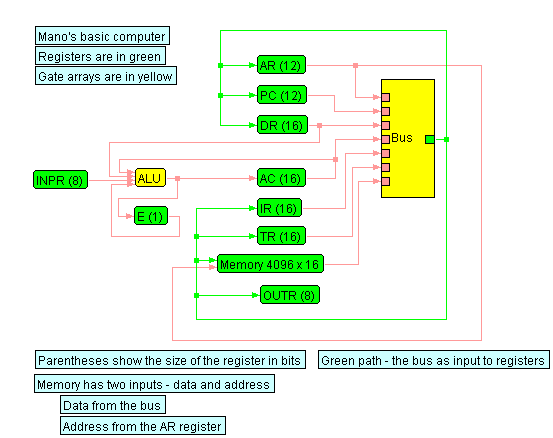 Mano's basic computer
Registers are in green
Gate arrays are in yellow
AR (12)
PC (12)
DR (16)
Bus
ALU
INPR (8)
AC (16)
E (1)
IR (16)
TR (16)
Memory 4096 x 16
OUTR (8)
Parentheses show the size of the register in bits
Green path - the bus as input to registers
Memory has two inputs - data and address
Data from the bus
Address from the AR register